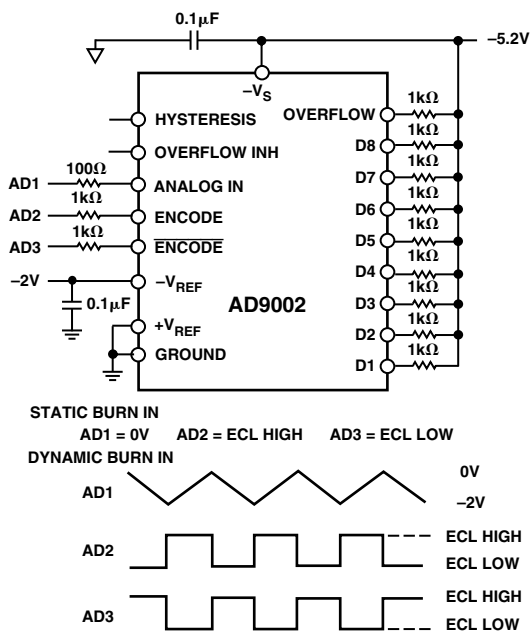 0.1µF
–5.2V
–VS
OVERFLOW
1kΩ
HYSTERESIS
D8
1kΩ
OVERFLOW INH
D7
1kΩ
AD1
100Ω
ANALOG IN
D6
1kΩ
AD2
1kΩ
ENCODE
D5
1kΩ
AD3
1kΩ
ENCODE
D4
1kΩ
–2V
–VREF
0.1µF
AD9002
D3
1kΩ
+VREF
D2
1kΩ
GROUND
D1
1kΩ
STATIC BURN IN
AD1 = 0V AD2 = ECL HIGH AD3 = ECL LOW
DYNAMIC BURN IN
AD1
0V
–2V
AD2
ECL HIGH
ECL LOW
AD3
ECL HIGH
ECL LOW